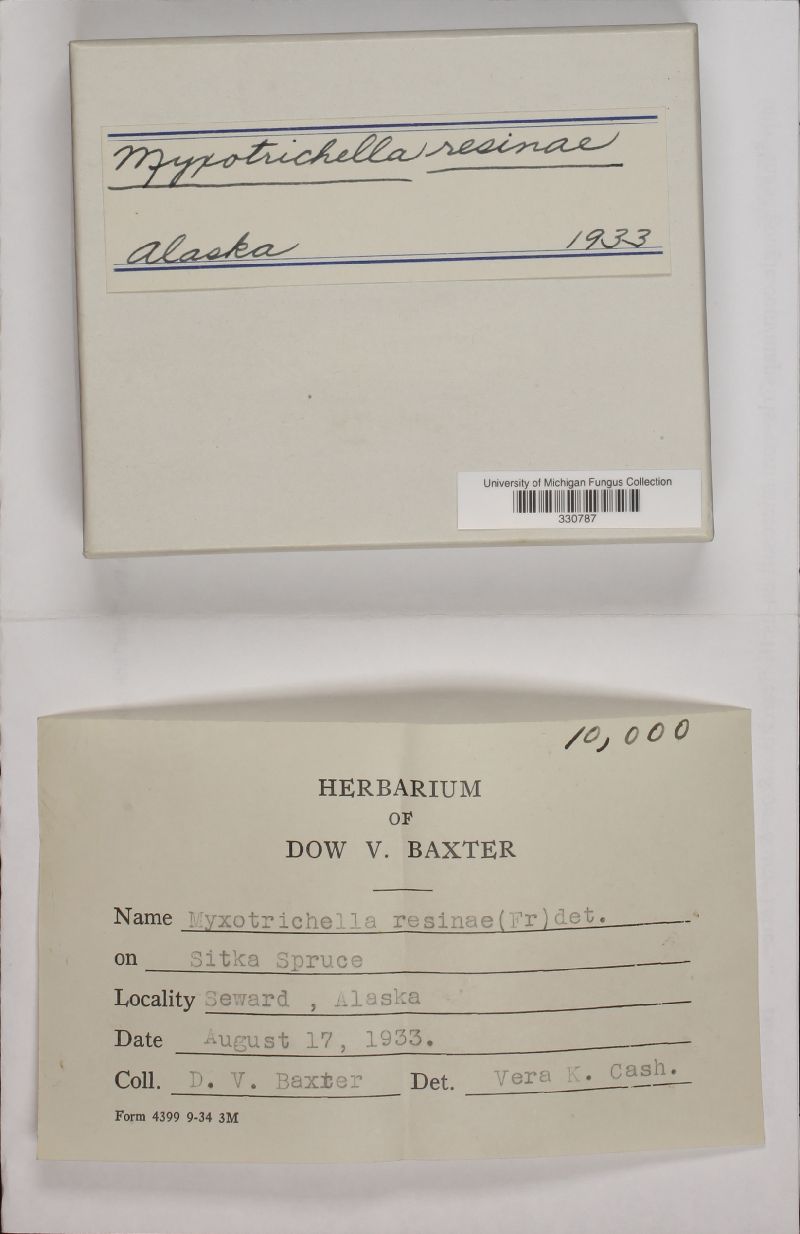 Myxotrichella resinae
Alaska 1933
University of Michigan Fungus Collection
330787
10,000
HERBARIUM
OF
DOW V. BAXTER
Name Myxotrichella resinae(Fr)det.
on Sitka Spruce
Locality Seward , Alaska
Date August 17, 1933.
Coll. D. V. Baxter Det. Vera K. Cash.
Form 4399 9-34 3M